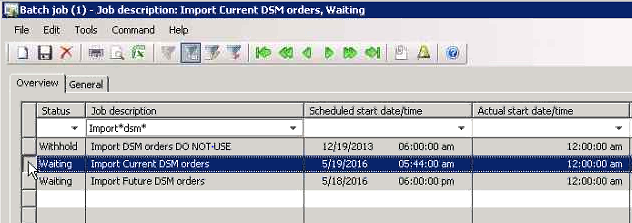 Batch job (1) - Job description: Import Current DSM orders, Waiting
File Edit Tools Command Help
Overview General
Status Job description Scheduled start date/time Actual start date/time
Import*dsm*
Withhold Import DSM orders DO NOT-USE 12/19/2013 06:00:00 am 12:00:00 am
Waiting Import Current DSM orders 5/19/2016 05:44:00 am 12:00:00 am
Waiting Import Future DSM orders 5/18/2016 06:00:00 pm 12:00:00 am